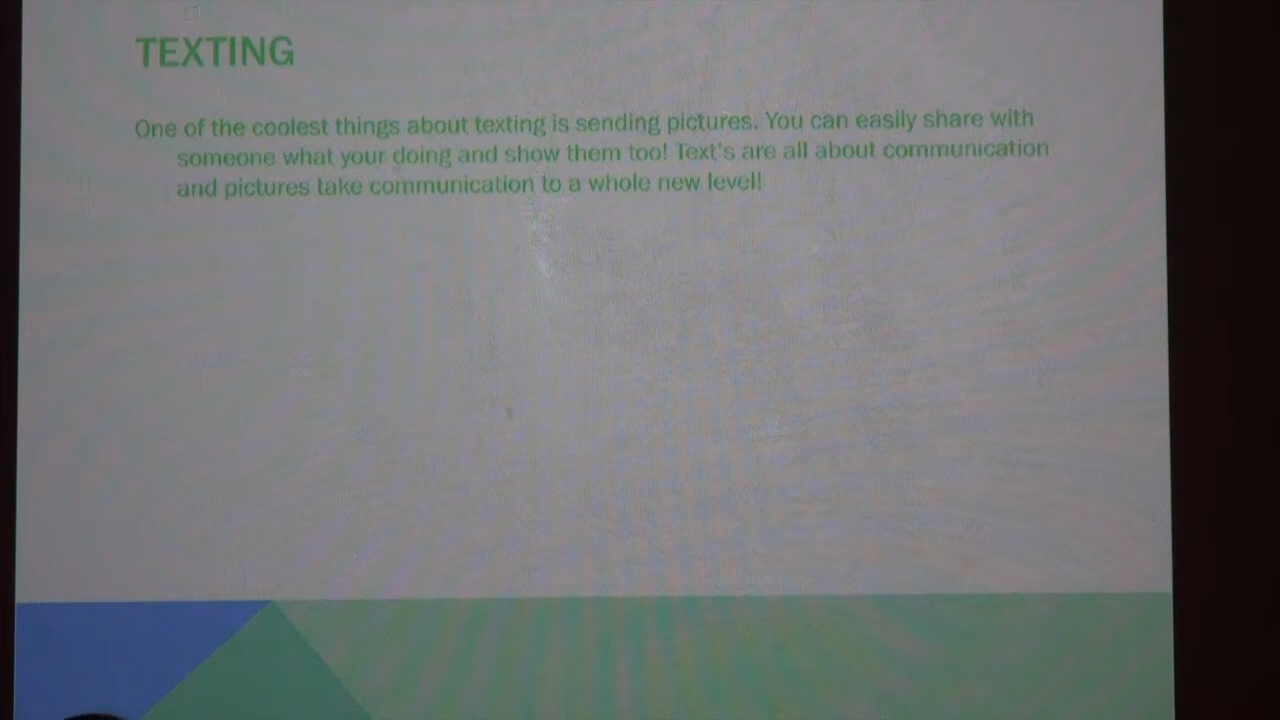 TEXTING
One of the coolest things about texting is sending pictures. You can easily share with
someone what your doing and show them too! Text's are all about communication
and pictures take communication to a whole new level!